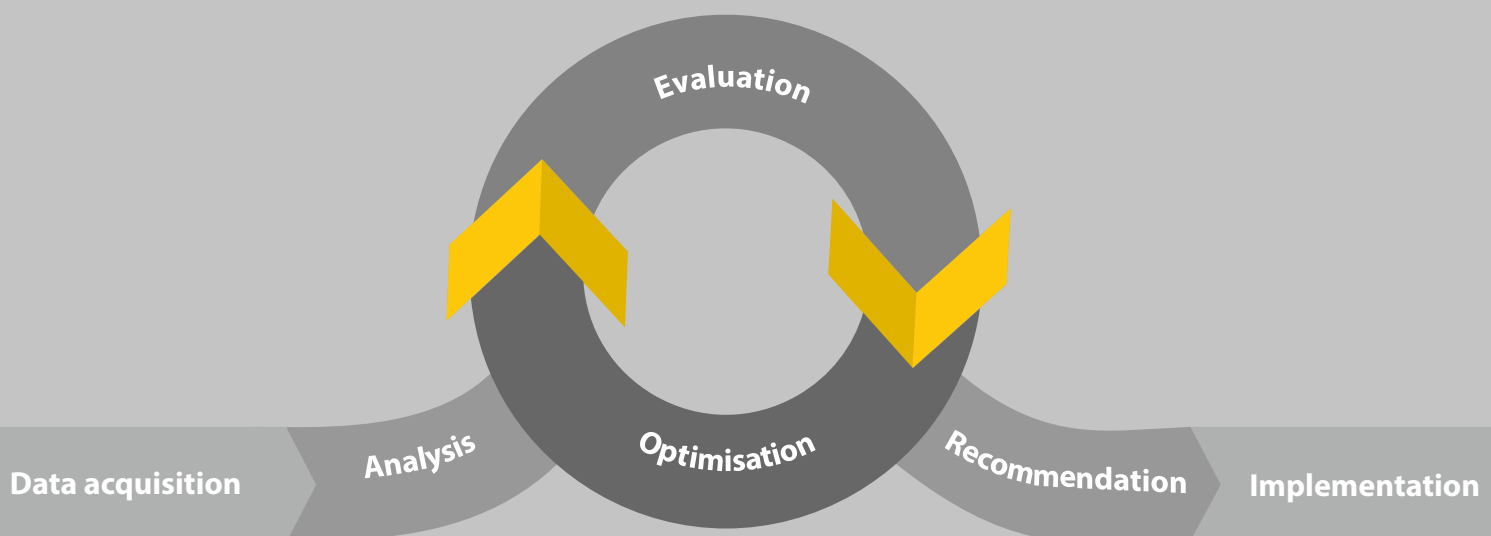 Evaluation
Optimisation
Data acquisition
Analysis
Recommendation
Implementation